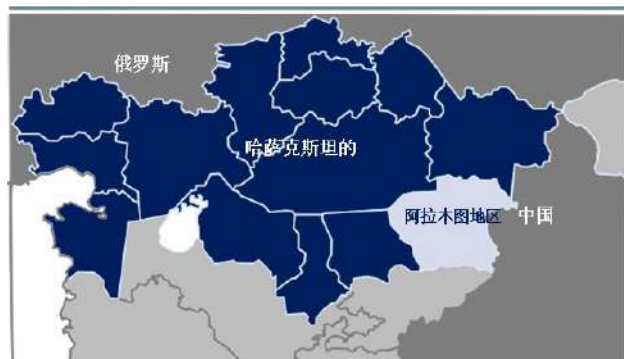 俄罗斯
哈萨克斯坦的
阿拉木图地区
中国